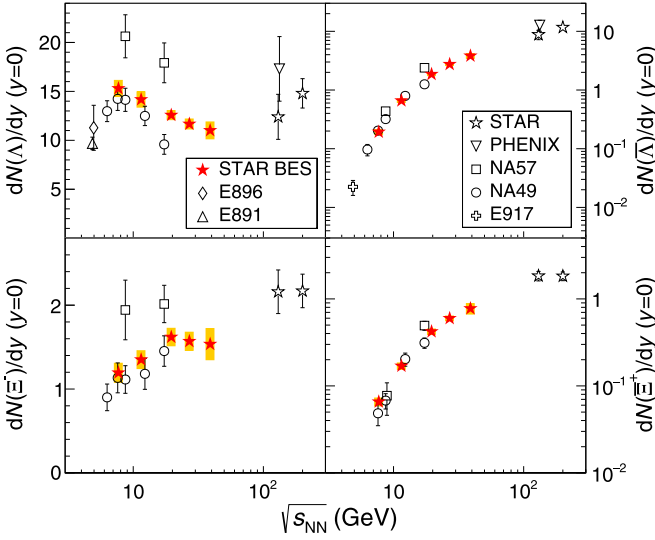 dN(Λ)/dy (y=0)
20
15
10
5
STAR BES
E896
E891
10
1
10⁻¹
10⁻²
dN(Λ̅)/dy (y=0)
STAR
PHENIX
NA57
NA49
E917
dN(Ξ⁻)/dy (y=0)
2
1
0
10
10²
1
10⁻¹
10⁻²
dN(Ξ̅⁺)/dy (y=0)
10
10²
√sNN (GeV)